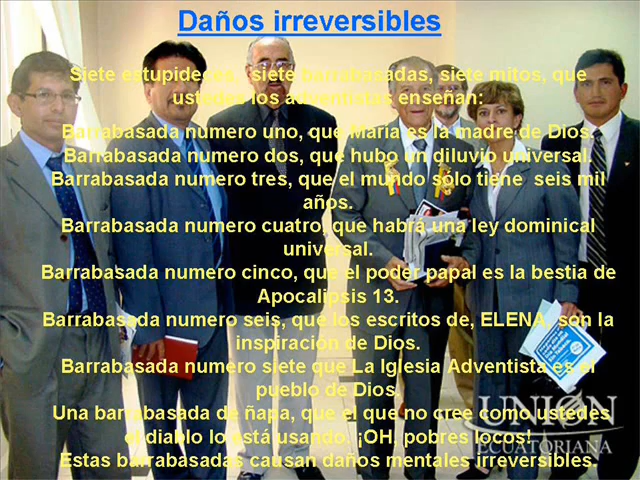 Daños irreversibles
Siete estupideces, siete barrabasadas, siete mitos, que
ustedes los adventistas enseñan:
Barrabasada numero uno, que María es la madre de Dios.
Barrabasada numero dos, que hubo un diluvio universal.
Barrabasada numero tres, que el mundo sólo tiene seis mil
años.
Barrabasada numero cuatro, que habrá una ley dominical
universal.
Barrabasada numero cinco, que el poder papal es la bestia de
Apocalipsis 13.
Barrabasada numero seis, que los escritos de, ELENA, son la
inspiración de Dios.
Barrabasada numero siete que La Iglesia Adventista es el
pueblo de Dios.
Una barrabasada de ñapa, que el que no cree como ustedes
el diablo lo está usando. ¡OH, pobres locos!
Estas barrabasadas causan daños mentales irreversibles.
UNIÓN
ECUATORIANA